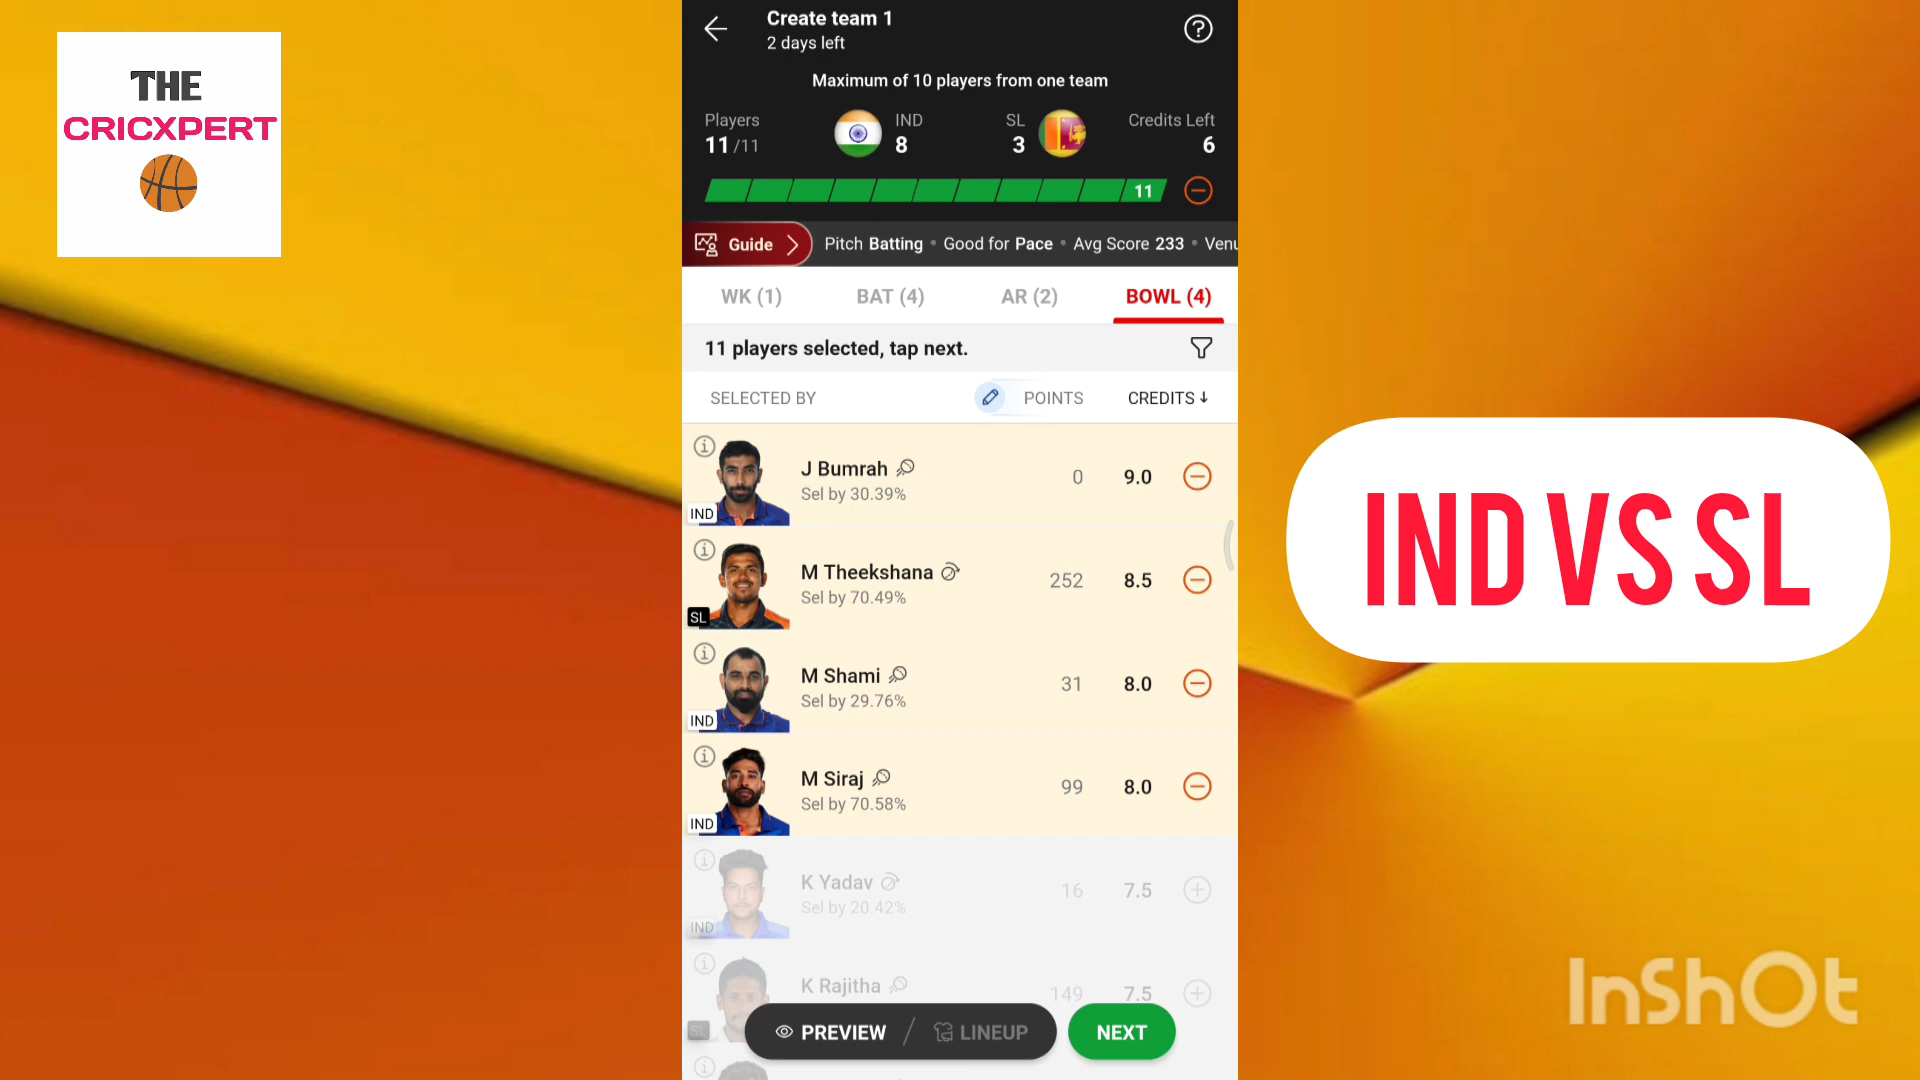 THE
CRICXPERT
Create team 1
2 days left
Maximum of 10 players from one team
Players
11/11
IND
8
SL
3
Credits Left
6
11
Guide
Pitch Batting • Good for Pace • Avg Score 233 • Venu
WK (1) BAT (4) AR (2) BOWL (4)
11 players selected, tap next.
SELECTED BY POINTS CREDITS↓
J Bumrah
Sel by 30.39%
0 9.0
IND
M Theekshana
Sel by 70.49%
252 8.5
SL
M Shami
Sel by 29.76%
31 8.0
IND
M Siraj
Sel by 70.58%
99 8.0
IND
K Yadav
Sel by 20.42%
16 7.5
IND
K Rajitha
149 7.5
SL
PREVIEW / LINEUP
NEXT
IND VS SL
InShOt